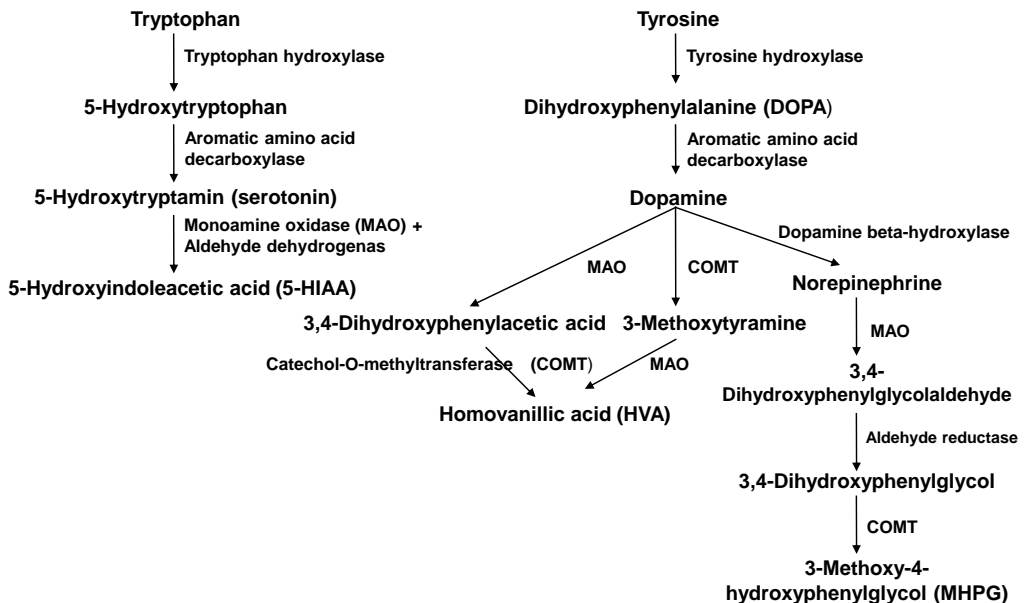 Tryptophan
Tryptophan hydroxylase
5-Hydroxytryptophan
Aromatic amino acid
decarboxylase
5-Hydroxytryptamin (serotonin)
Monoamine oxidase (MAO) +
Aldehyde dehydrogenas
5-Hydroxyindoleacetic acid (5-HIAA)
Tyrosine
Tyrosine hydroxylase
Dihydroxyphenylalanine (DOPA)
Aromatic amino acid
decarboxylase
Dopamine
MAO
COMT
Dopamine beta-hydroxylase
3,4-Dihydroxyphenylacetic acid
3-Methoxytyramine
Catechol-O-methyltransferase (COMT)
MAO
Homovanillic acid (HVA)
Norepinephrine
MAO
3,4-
Dihydroxyphenylglycolaldehyde
Aldehyde reductase
3,4-Dihydroxyphenylglycol
COMT
3-Methoxy-4-
hydroxyphenylglycol (MHPG)